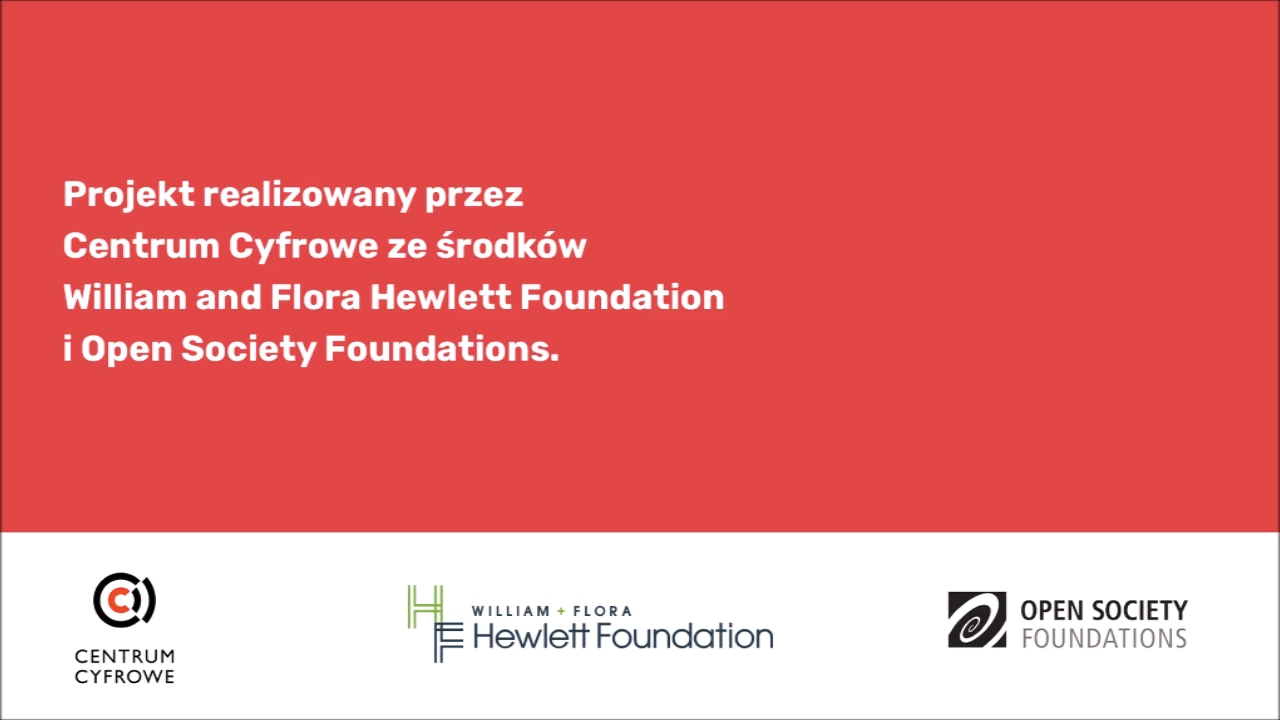 Projekt realizowany przez
Centrum Cyfrowe ze środków
William and Flora Hewlett Foundation
i Open Society Foundations.
CENTRUM
CYFROWE
WILLIAM + FLORA
Hewlett Foundation
OPEN SOCIETY
FOUNDATIONS